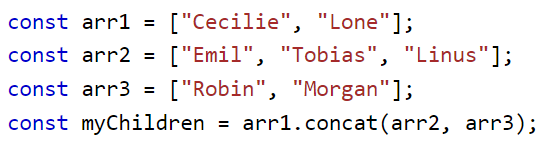 const arr1 = ["Cecilie", "Lone"];
const arr2 = ["Emil", "Tobias", "Linus"];
const arr3 = ["Robin", "Morgan"];
const myChildren = arr1.concat(arr2, arr3);